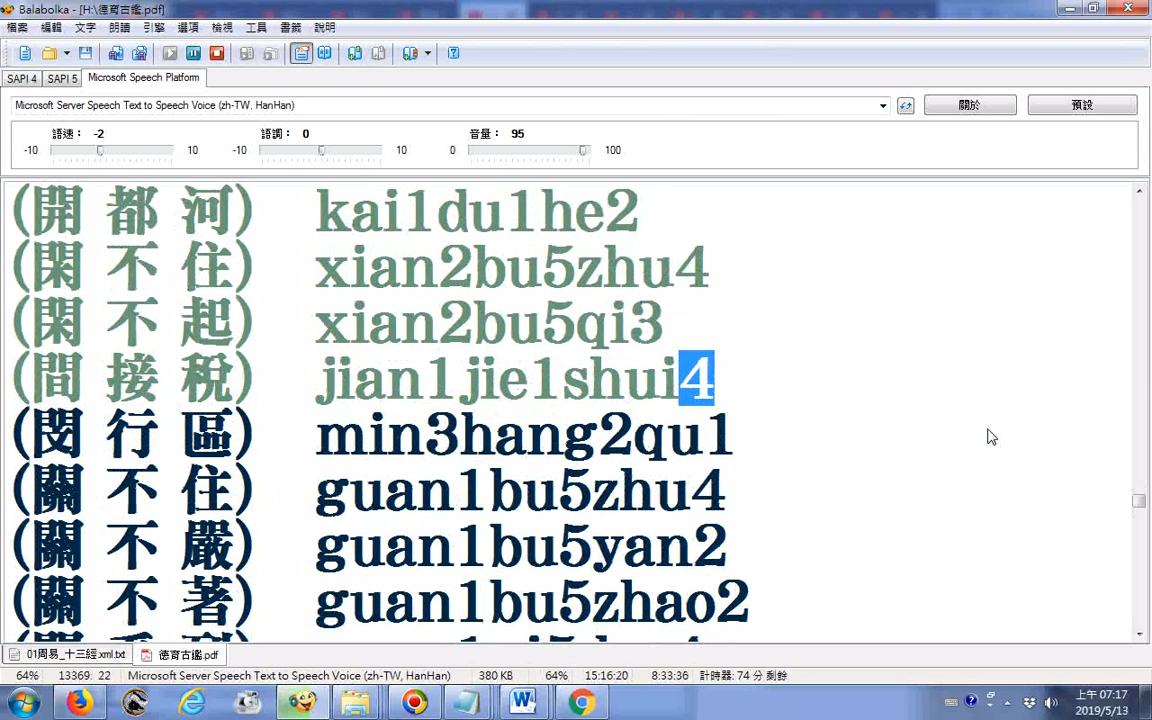 Balabolka - [H:\德育古鑑.pdf]
檔案 編輯 文字 朗讀 引擎 選項 檢視 工具 書籤 說明
SAPI 4 SAPI 5 Microsoft Speech Platform
Microsoft Server Speech Text to Speech Voice (zh-TW, HanHan) 關於 預設
語速： -2 語調： 0 音量： 95
-10 10 -10 10 0 100
(開 都 河) kai1du1he2
(閑 不 住) xian2bu5zhu4
(閑 不 起) xian2bu5qi3
(間 接 稅) jian1jie1shui4
(閔 行 區) min3hang2qu1
(關 不 住) guan1bu5zhu4
(關 不 嚴) guan1bu5yan2
(關 不 著) guan1bu5zhao2
01周易_十三經.xml.txt 德育古鑑.pdf
64% 13369: 22 Microsoft Server Speech Text to Speech Voice (zh-TW, HanHan) 380 KB 64% 15:16:20 8:33:36 計時器: 74 分 剩餘
上午 07:17
2019/5/13